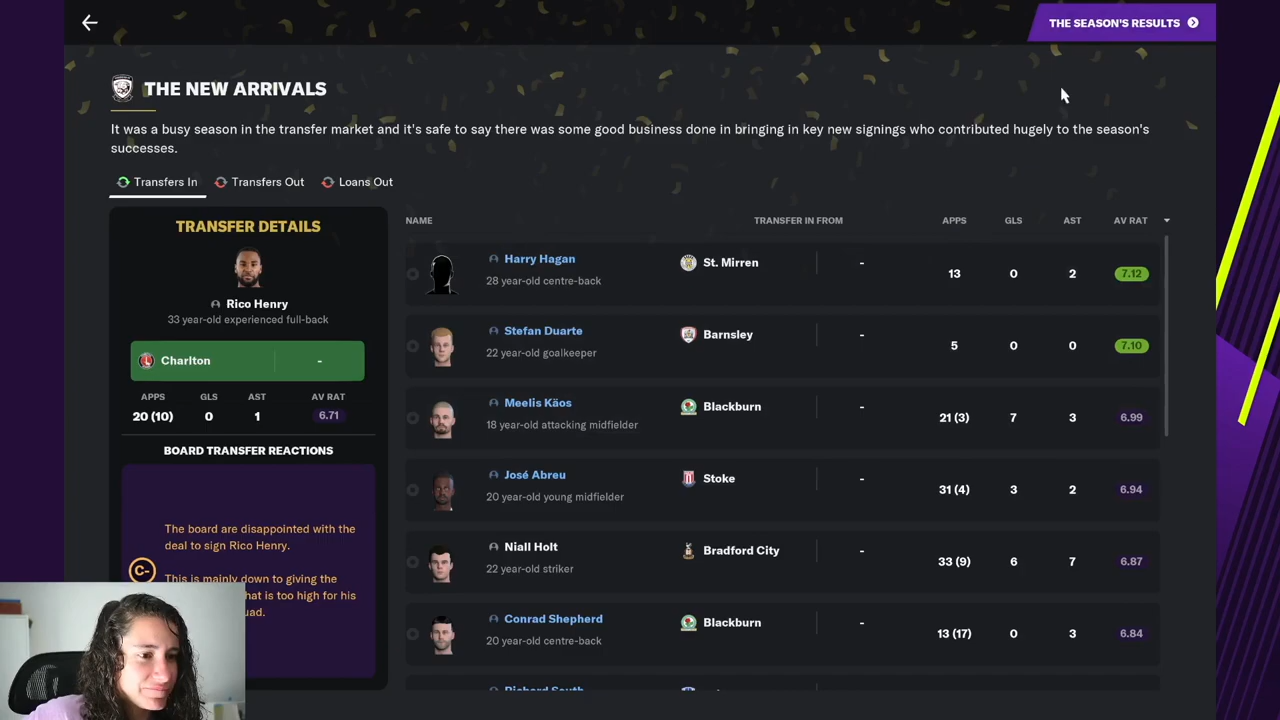 THE SEASON'S RESULTS
THE NEW ARRIVALS
It was a busy season in the transfer market and it's safe to say there was some good business done in bringing in key new signings who contributed hugely to the season's
successes.
Transfers In
Transfers Out
Loans Out
TRANSFER DETAILS
Rico Henry
33 year-old experienced full-back
Charlton -
APPS GLS AST AV RAT
20 (10) 0 1 6.71
BOARD TRANSFER REACTIONS
The board are disappointed with the
deal to sign Rico Henry.
C-
This is mainly down to giving the
hat is too high for his
uad.
NAME TRANSFER IN FROM APPS GLS AST AV RAT
Harry Hagan
28 year-old centre-back
St. Mirren - 13 0 2 7.12
Stefan Duarte
22 year-old goalkeeper
Barnsley - 5 0 0 7.10
Meelis Käos
18 year-old attacking midfielder
Blackburn - 21 (3) 7 3 6.99
José Abreu
20 year-old young midfielder
Stoke - 31 (4) 3 2 6.94
Niall Holt
22 year-old striker
Bradford City - 33 (9) 6 7 6.87
Conrad Shepherd
20 year-old centre-back
Blackburn - 13 (17) 0 3 6.84
Richard South